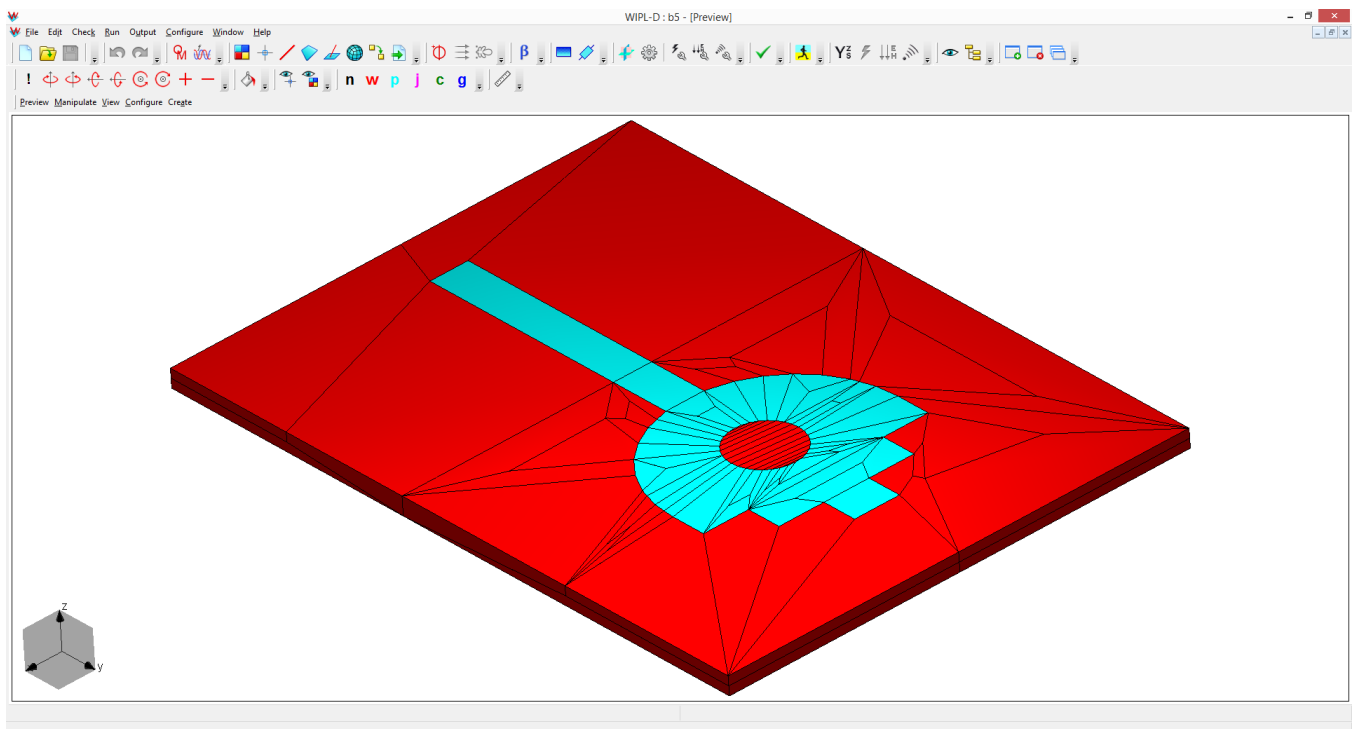 WIPL-D : b5 - [Preview]
File Edit Check Run Output Configure Window Help
β Y
! n w p j c g
Preview Manipulate View Configure Create
z
y